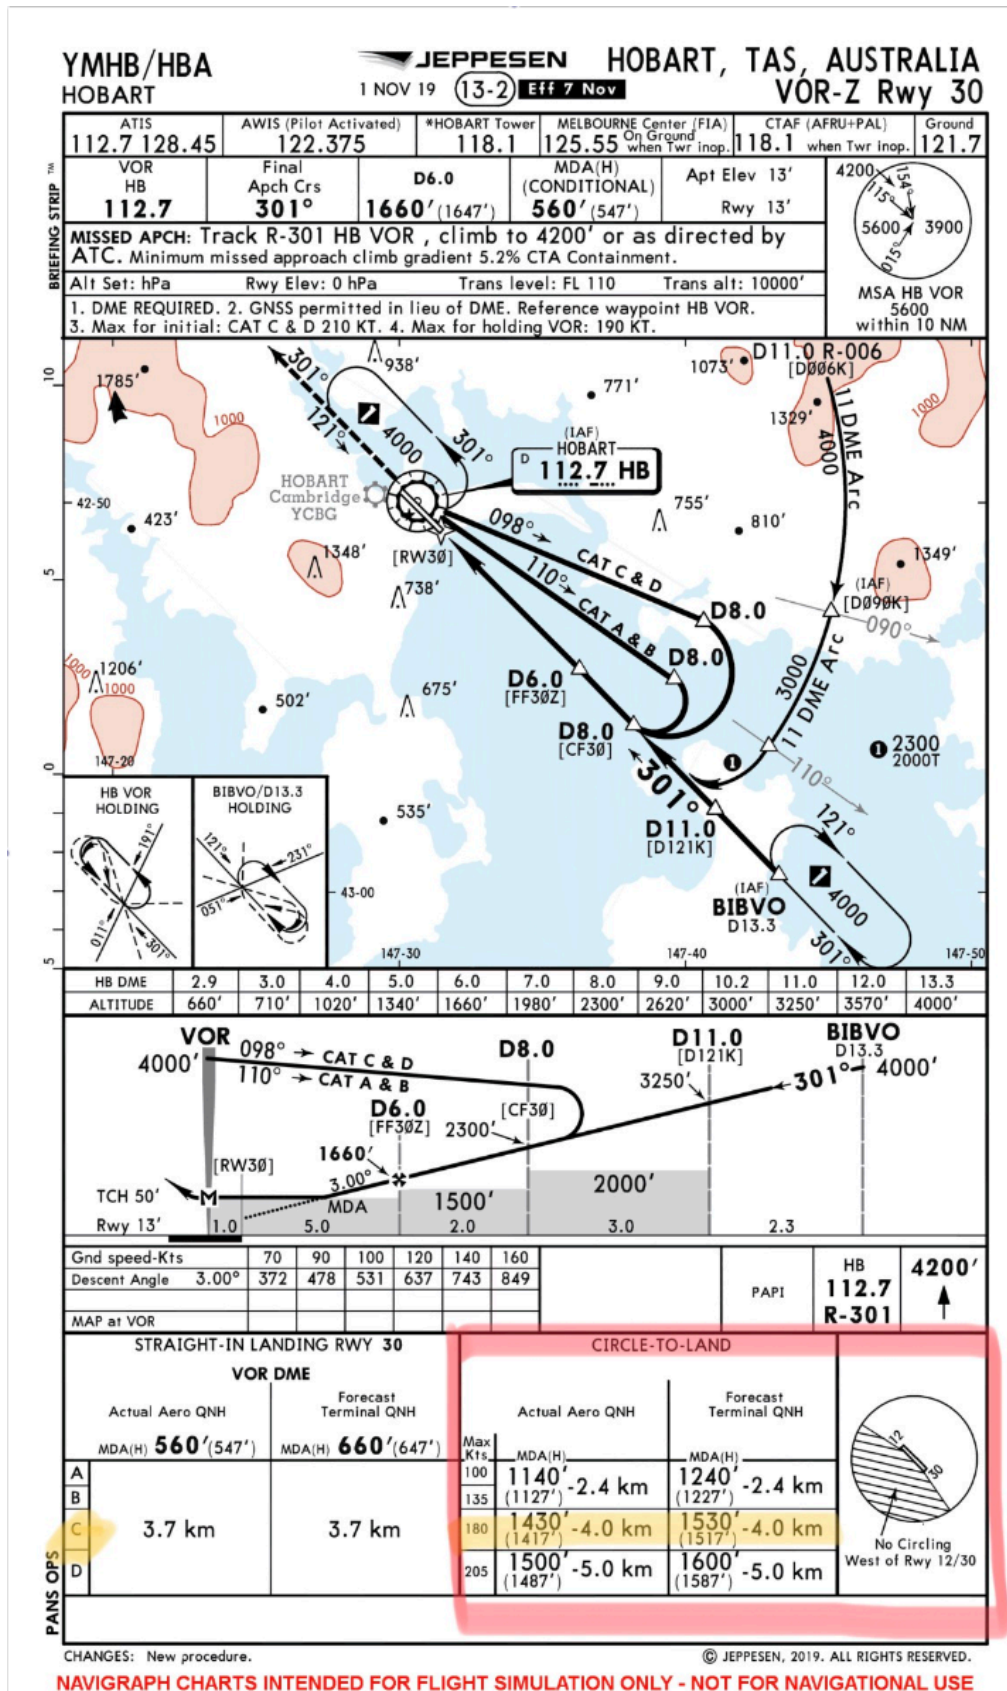 YMHB/HBA
HOBART
JEPPESEN
1 NOV 19 13-2 Eff 7 Nov
HOBART, TAS, AUSTRALIA
VOR-Z Rwy 30
ATIS
112.7 128.45
AWIS (Pilot Activated)
122.375
*HOBART Tower
118.1
MELBOURNE Center (FIA)
125.55 On Ground when Twr inop.
CTAF (AFRU+PAL)
118.1 when Twr inop.
Ground
121.7
BRIEFING STRIP TM
VOR
HB
112.7
Final
Apch Crs
301°
D6.0
1660' (1647')
MDA(H)
(CONDITIONAL)
560' (547')
Apt Elev 13'
Rwy 13'
MISSED APCH: Track R-301 HB VOR , climb to 4200' or as directed by
ATC. Minimum missed approach climb gradient 5.2% CTA Containment.
Alt Set: hPa Rwy Elev: 0 hPa Trans level: FL 110 Trans alt: 10000'
1. DME REQUIRED. 2. GNSS permitted in lieu of DME. Reference waypoint HB VOR.
3. Max for initial: CAT C & D 210 KT. 4. Max for holding VOR: 190 KT.
4200
154°
115°
5600
3900
015°
MSA HB VOR
5600
within 10 NM
10
1785'
1000
301°
121°
938'
4000
301°
771'
1073'
D11.0 R-006
[D006K]
1329'
11 DME Arc
4000
1000
(IAF)
HOBART
D 112.7 HB
HOBART
Cambridge
YCBG
42-50
423'
1348'
[RW30]
738'
098°
CAT C & D
110°
CAT A & B
755'
810'
1349'
(IAF)
[D090K]
090°
5
D8.0
D8.0
D6.0
[FF30Z]
D8.0
[CF30]
3000
11 DME Arc
1000
1206'
1000
502'
675'
1
1 2300
2000T
110°
0
147-20
301°
D11.0
[D121K]
121°
535'
(IAF)
BIBVO
D13.3
4000
301°
HB VOR
HOLDING
191°
011°
301°
BIBVO/D13.3
HOLDING
121°
231°
051°
43-00
5
147-30
147-40
147-50
HB DME 2.9 3.0 4.0 5.0 6.0 7.0 8.0 9.0 10.2 11.0 12.0 13.3
ALTITUDE 660' 710' 1020' 1340' 1660' 1980' 2300' 2620' 3000' 3250' 3570' 4000'
VOR
4000'
098° CAT C & D
110° CAT A & B
D8.0
D11.0
[D121K]
BIBVO
D13.3
301° 4000'
3250'
D6.0
[FF30Z]
[CF30]
2300'
1660'
[RW30]
3.00°
TCH 50'
M
MDA
1500'
2000'
Rwy 13' 1.0 5.0 2.0 3.0 2.3
Gnd speed-Kts 70 90 100 120 140 160
Descent Angle 3.00° 372 478 531 637 743 849
MAP at VOR
PAPI
HB
112.7
R-301
4200'
STRAIGHT-IN LANDING RWY 30
VOR DME
Actual Aero QNH
MDA(H) 560' (547')
Forecast
Terminal QNH
MDA(H) 660' (647')
CIRCLE-TO-LAND
Actual Aero QNH
Forecast
Terminal QNH
Max
Kts
MDA(H)
MDA(H)
A
B
C 3.7 km 3.7 km
D
100
135
1140' (1127') -2.4 km 1240' (1227') -2.4 km
180 1430' (1417') -4.0 km 1530' (1517') -4.0 km
205 1500' (1487') -5.0 km 1600' (1587') -5.0 km
12
30
No Circling
West of Rwy 12/30
PANS OPS
CHANGES: New procedure.
© JEPPESEN, 2019. ALL RIGHTS RESERVED.
NAVIGRAPH CHARTS INTENDED FOR FLIGHT SIMULATION ONLY - NOT FOR NAVIGATIONAL USE